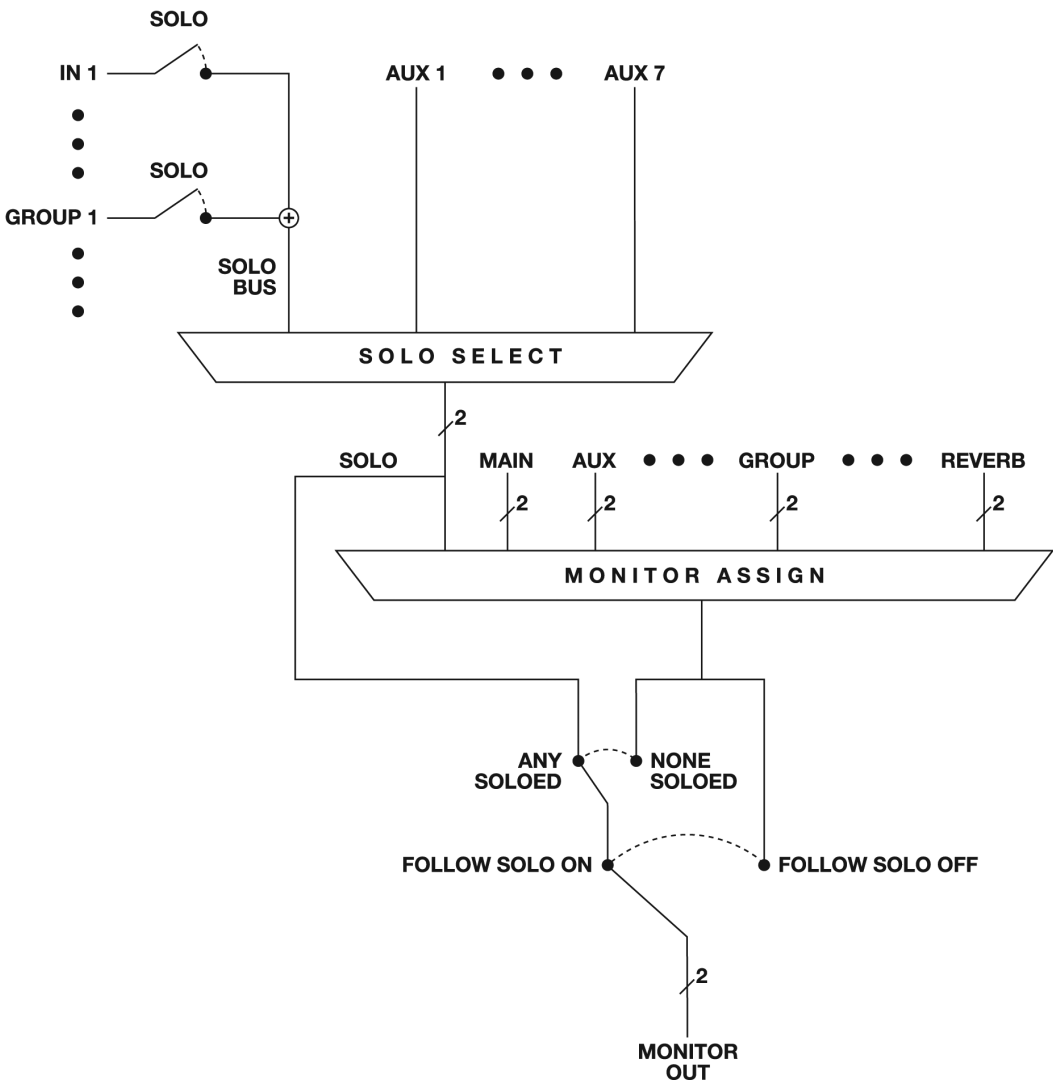 SOLO
IN 1
AUX 1
AUX 7
SOLO
GROUP 1
SOLO
BUS
SOLO SELECT
2
SOLO
MAIN
AUX
GROUP
REVERB
2
2
2
2
MONITOR ASSIGN
ANY
SOLOED
NONE
SOLOED
FOLLOW SOLO ON
FOLLOW SOLO OFF
2
MONITOR
OUT